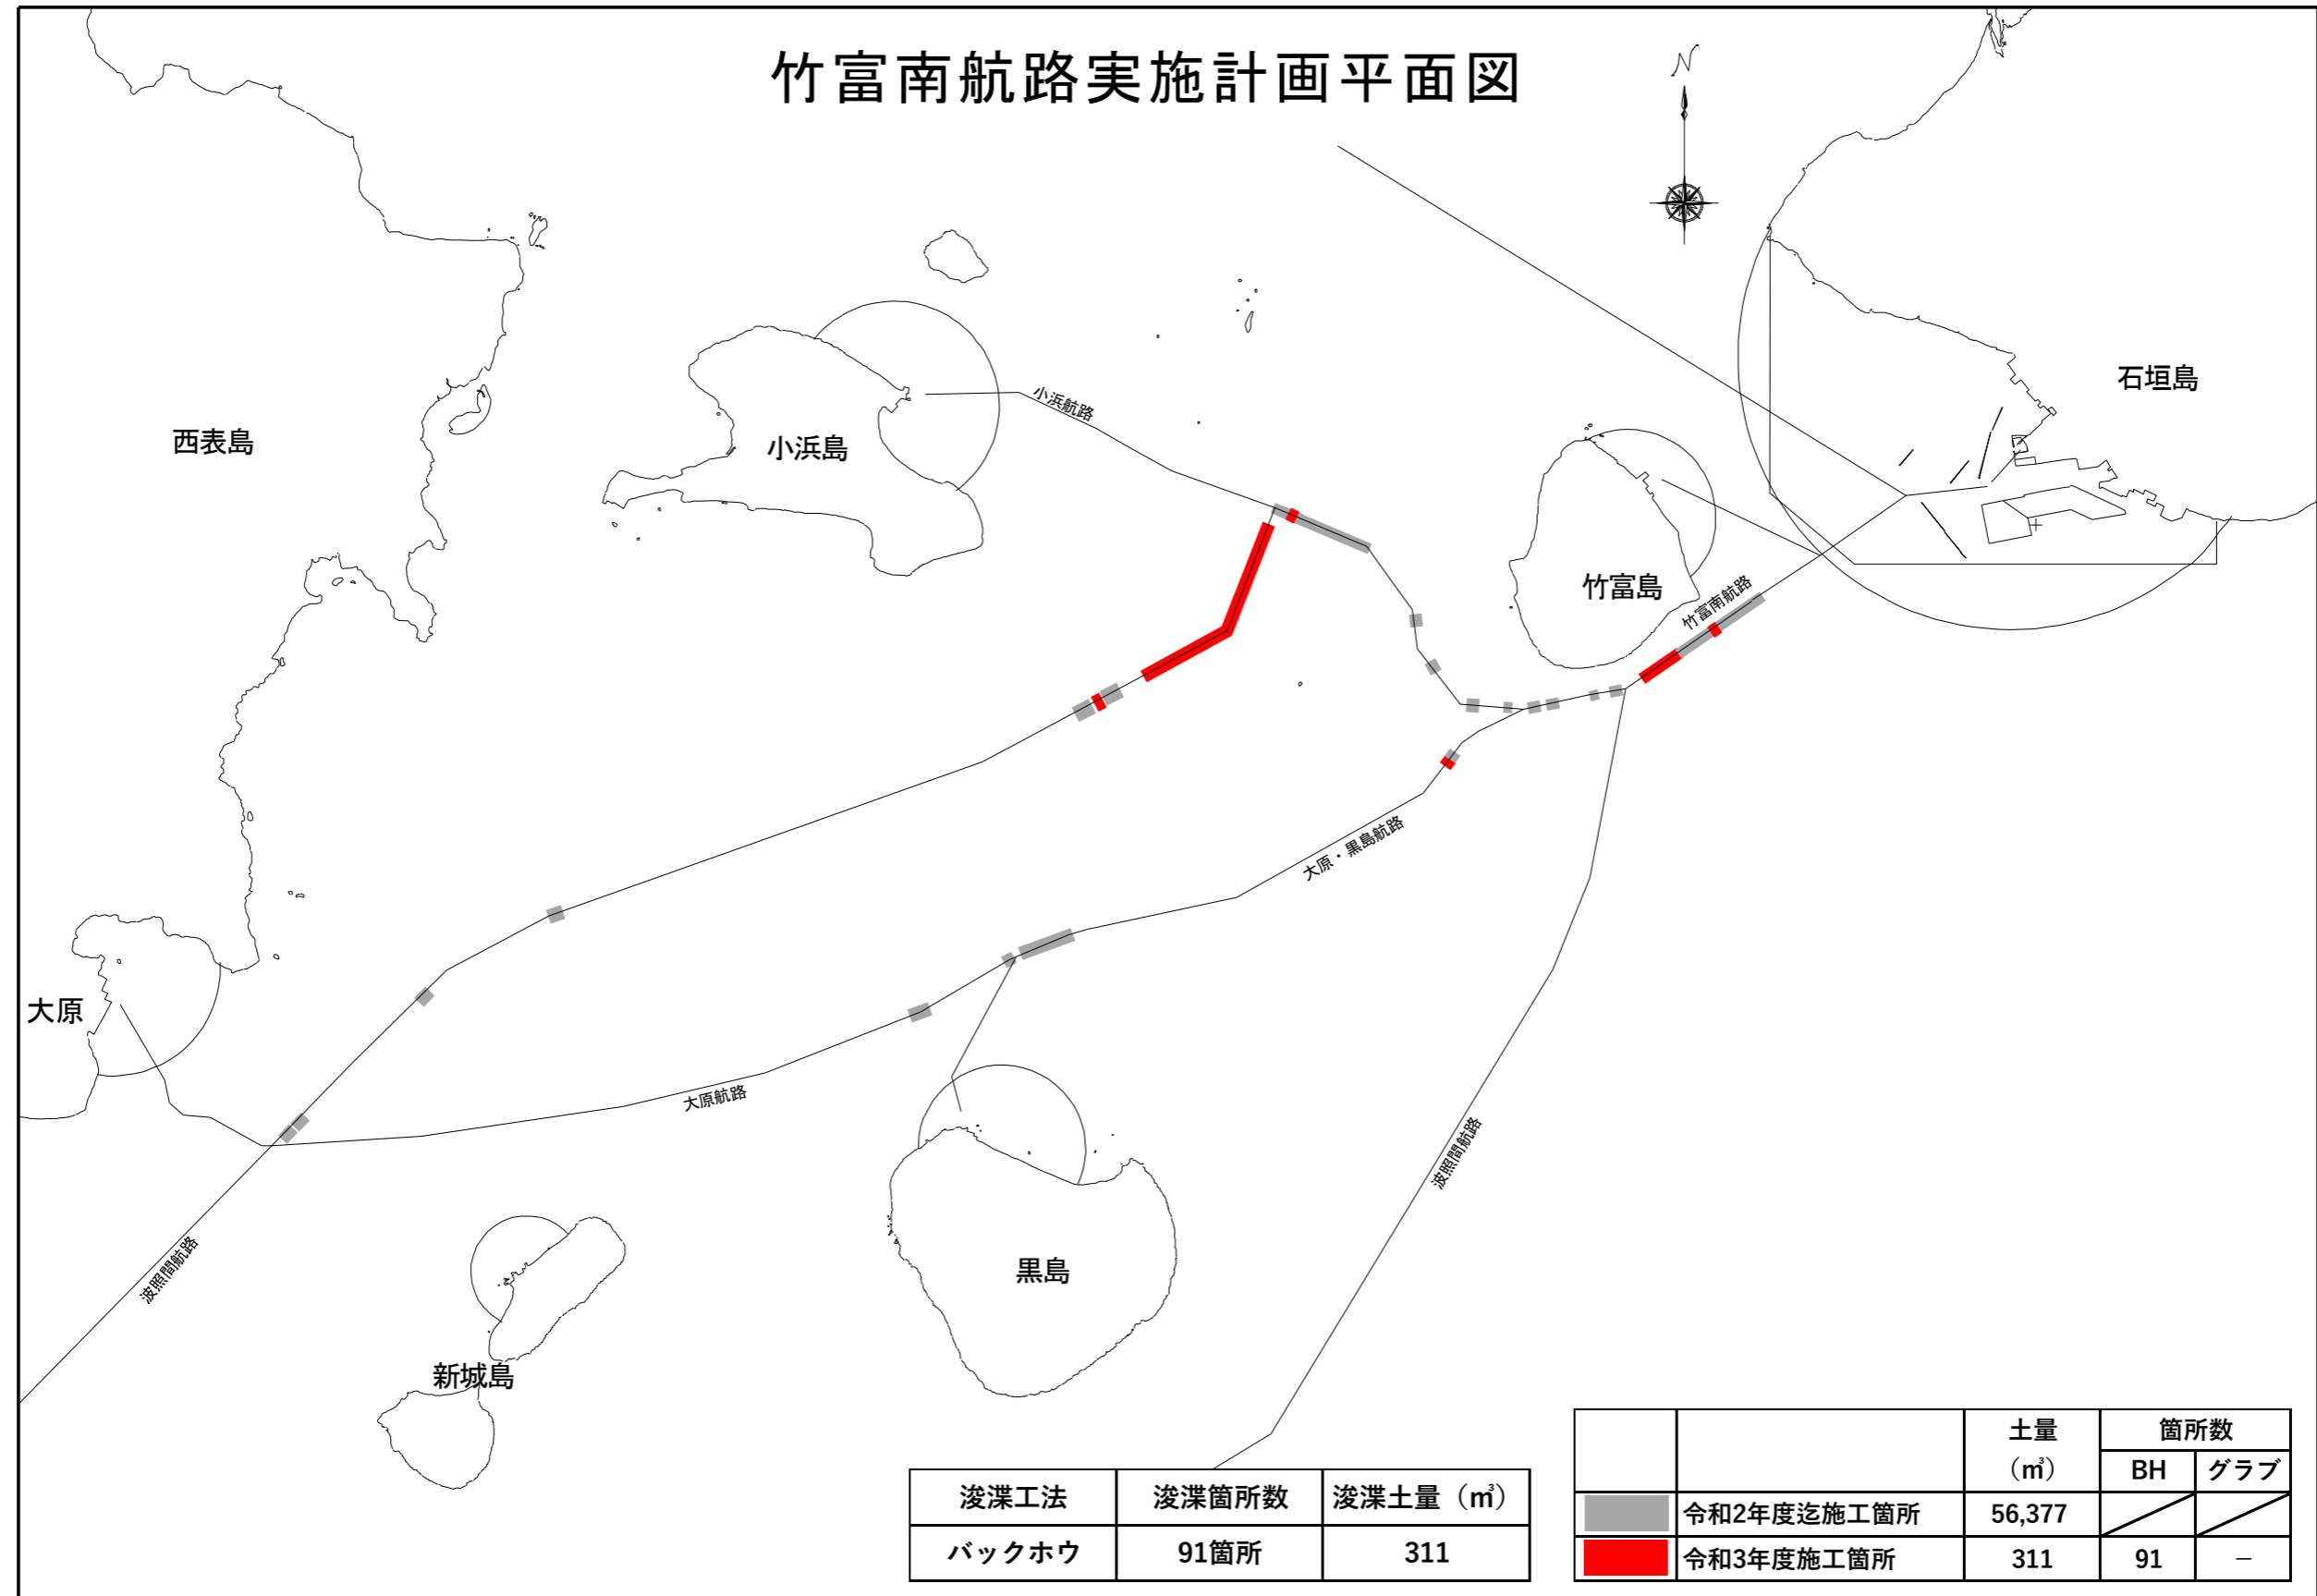 竹富南航路実施計画平面図
N
石垣島
小浜航路
西表島
小浜島
竹富島
竹富南航路
大原・黒島航路
大原
大原航路
波照間航路
波照間航路
黒島
新城島
浚渫工法 浚渫箇所数 浚渫土量（㎥）
バックホウ 91箇所 311
土量（㎥） 箇所数
BH グラブ
令和2年度迄施工箇所 56,377
令和3年度施工箇所 311 91 －